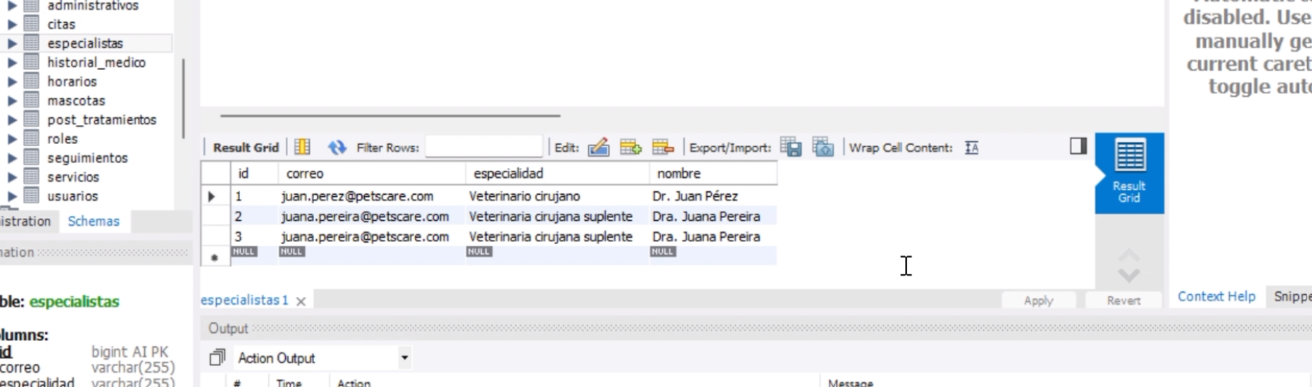 administrativos
citas
especialistas
historial_medico
horarios
mascotas
post_tratamientos
roles
seguimientos
servicios
usuarios
istration Schemas
nation
ble: especialistas
lumns:
id bigint AI PK
correo varchar(255)
especialidad varchar(255)
Result Grid Filter Rows: Edit: Export/Import: Wrap Cell Content: IA
id correo especialidad nombre
1 juan.perez@petscare.com Veterinario cirujano Dr. Juan Pérez
2 juana.pereira@petscare.com Veterinaria cirujana suplente Dra. Juana Pereira
3 juana.pereira@petscare.com Veterinaria cirujana suplente Dra. Juana Pereira
NULL NULL NULL NULL
especialistas 1
Apply Revert
Output
Action Output
# Time Action Message
Result
Grid
disabled. Use
manually ge
current caret
toggle auto
Context Help Snippe